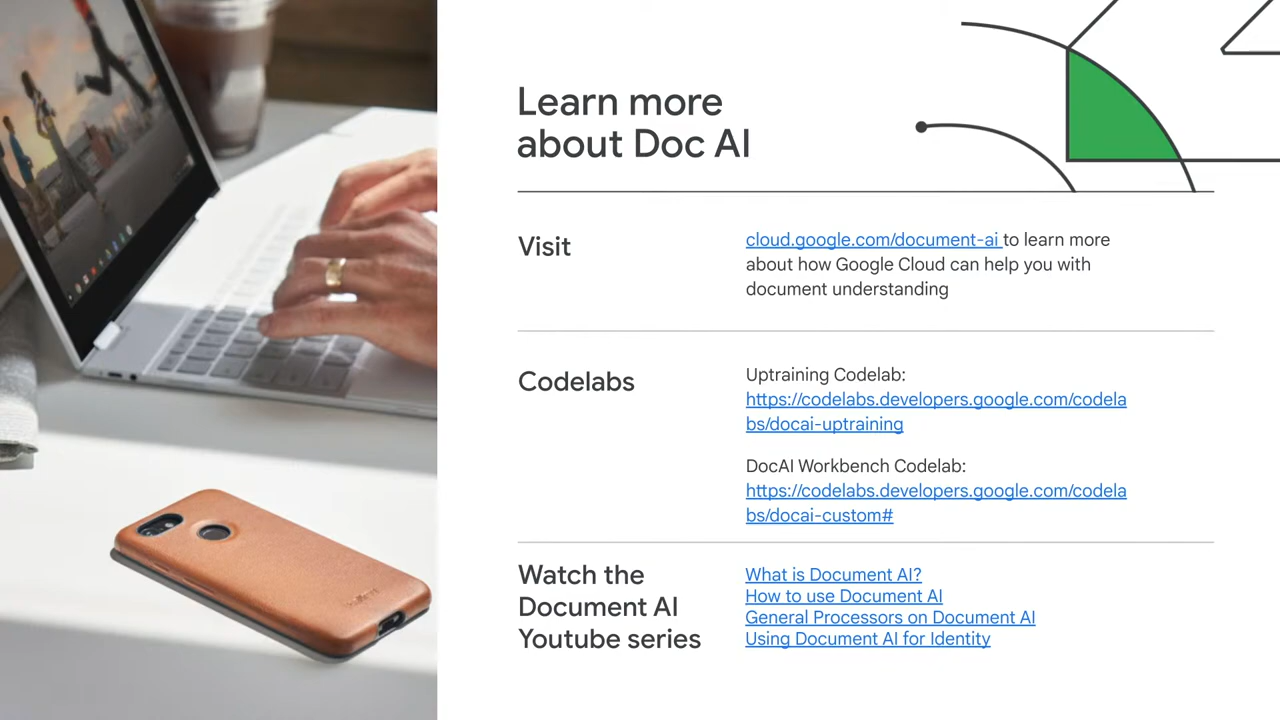 Learn more
about Doc AI
Visit
cloud.google.com/document-ai to learn more
about how Google Cloud can help you with
document understanding
Codelabs
Uptraining Codelab:
https://codelabs.developers.google.com/codela
bs/docai-uptraining
DocAI Workbench Codelab:
https://codelabs.developers.google.com/codela
bs/docai-custom#
Watch the
Document AI
Youtube series
What is Document AI?
How to use Document AI
General Processors on Document AI
Using Document AI for Identity